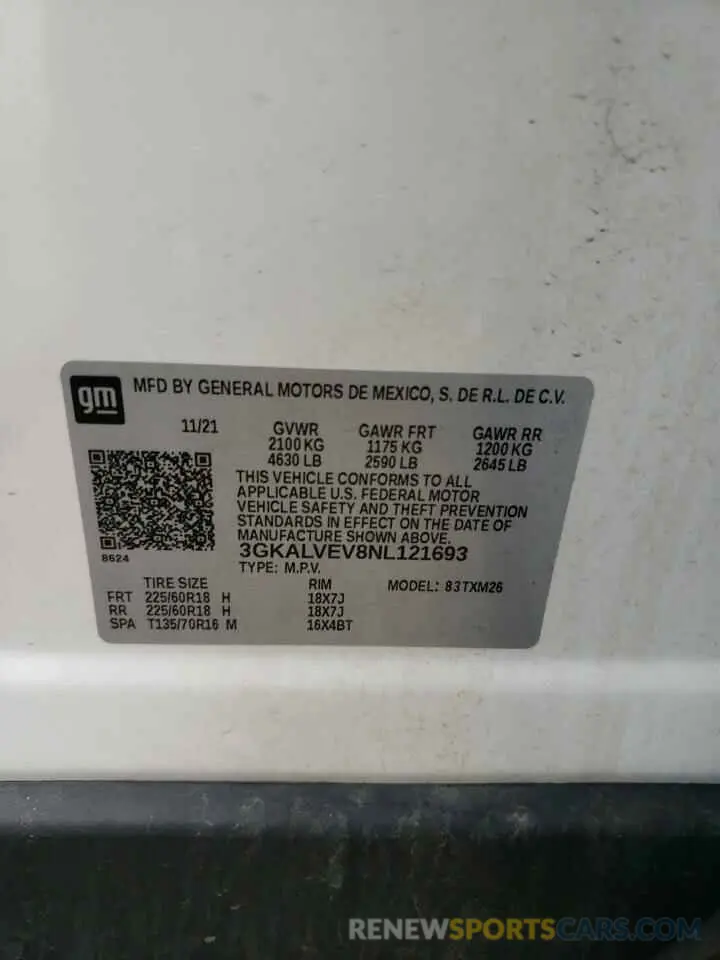 gm
MFD BY GENERAL MOTORS DE MEXICO, S. DE R.L. DE C.V.
11/21 GVWR GAWR FRT GAWR RR
2100 KG 1175 KG 1200 KG
4630 LB 2590 LB 2645 LB
THIS VEHICLE CONFORMS TO ALL
APPLICABLE U.S. FEDERAL MOTOR
VEHICLE SAFETY AND THEFT PREVENTION
STANDARDS IN EFFECT ON THE DATE OF
MANUFACTURE SHOWN ABOVE.
8624
3GKALVEV8NL121693
TYPE: M.P.V.
TIRE SIZE RIM MODEL: 83TXM26
FRT 225/60R18 H 18X7J
RR 225/60R18 H 18X7J
SPA T135/70R16 M 16X4BT
RENEWSPORTSCARS.COM